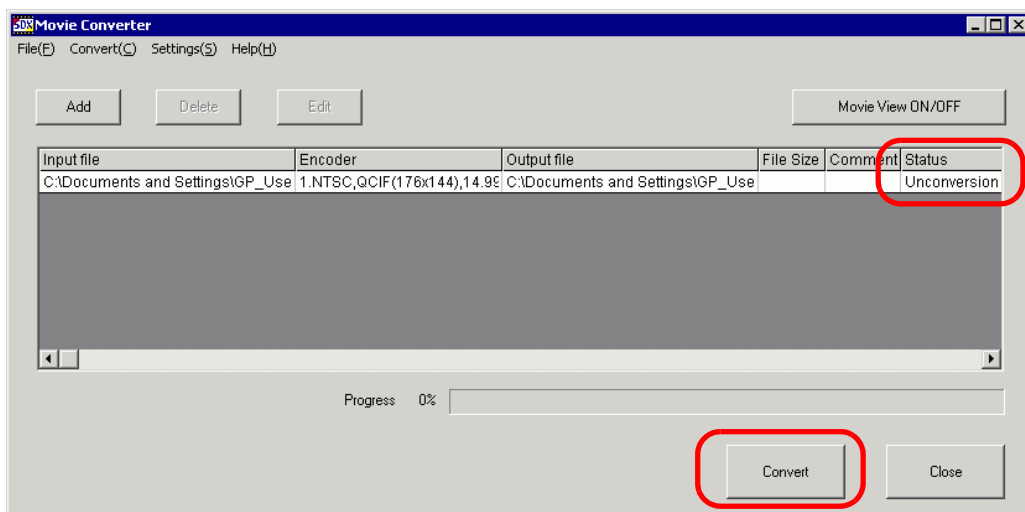 SDX Movie Converter
File(F) Convert(C) Settings(S) Help(H)
Add Delete Edit Movie View ON/OFF
Input file Encoder Output file File Size Comment Status
C:\Documents and Settings\GP_Use 1.NTSC,QCIF(176x144),14.99 C:\Documents and Settings\GP_Use Unconversion
Progress 0%
Convert Close